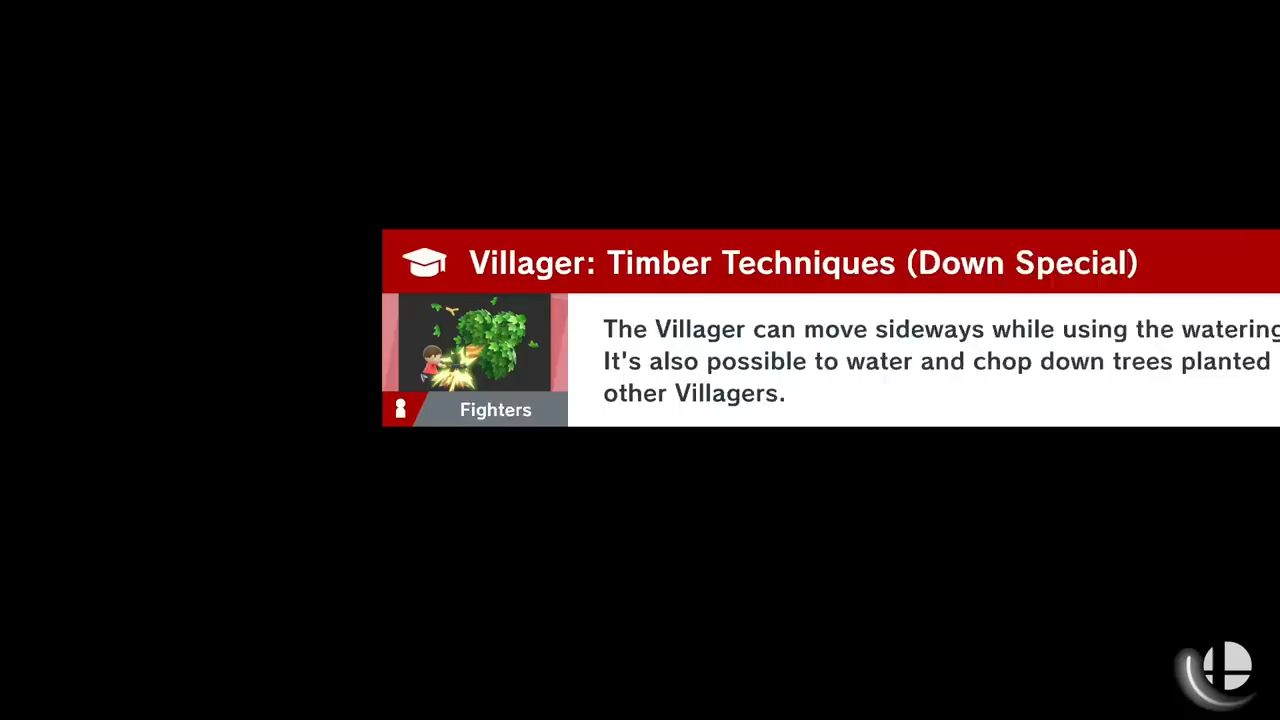 Villager: Timber Techniques (Down Special)
The Villager can move sideways while using the watering
It's also possible to water and chop down trees planted
other Villagers.
Fighters